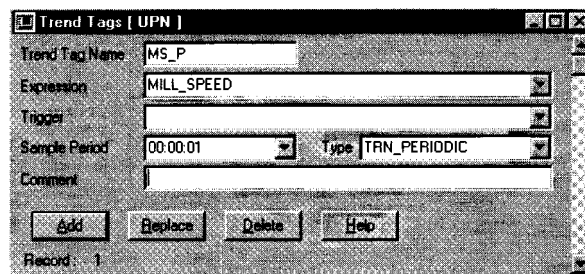 Trend Tags [ UPN ]
Trend Tag Name MS_P
Expression MILL_SPEED
Trigger
Sample Period 00:00:01 Type TRN_PERIODIC
Comment
Add Replace Delete Help
Record: 1